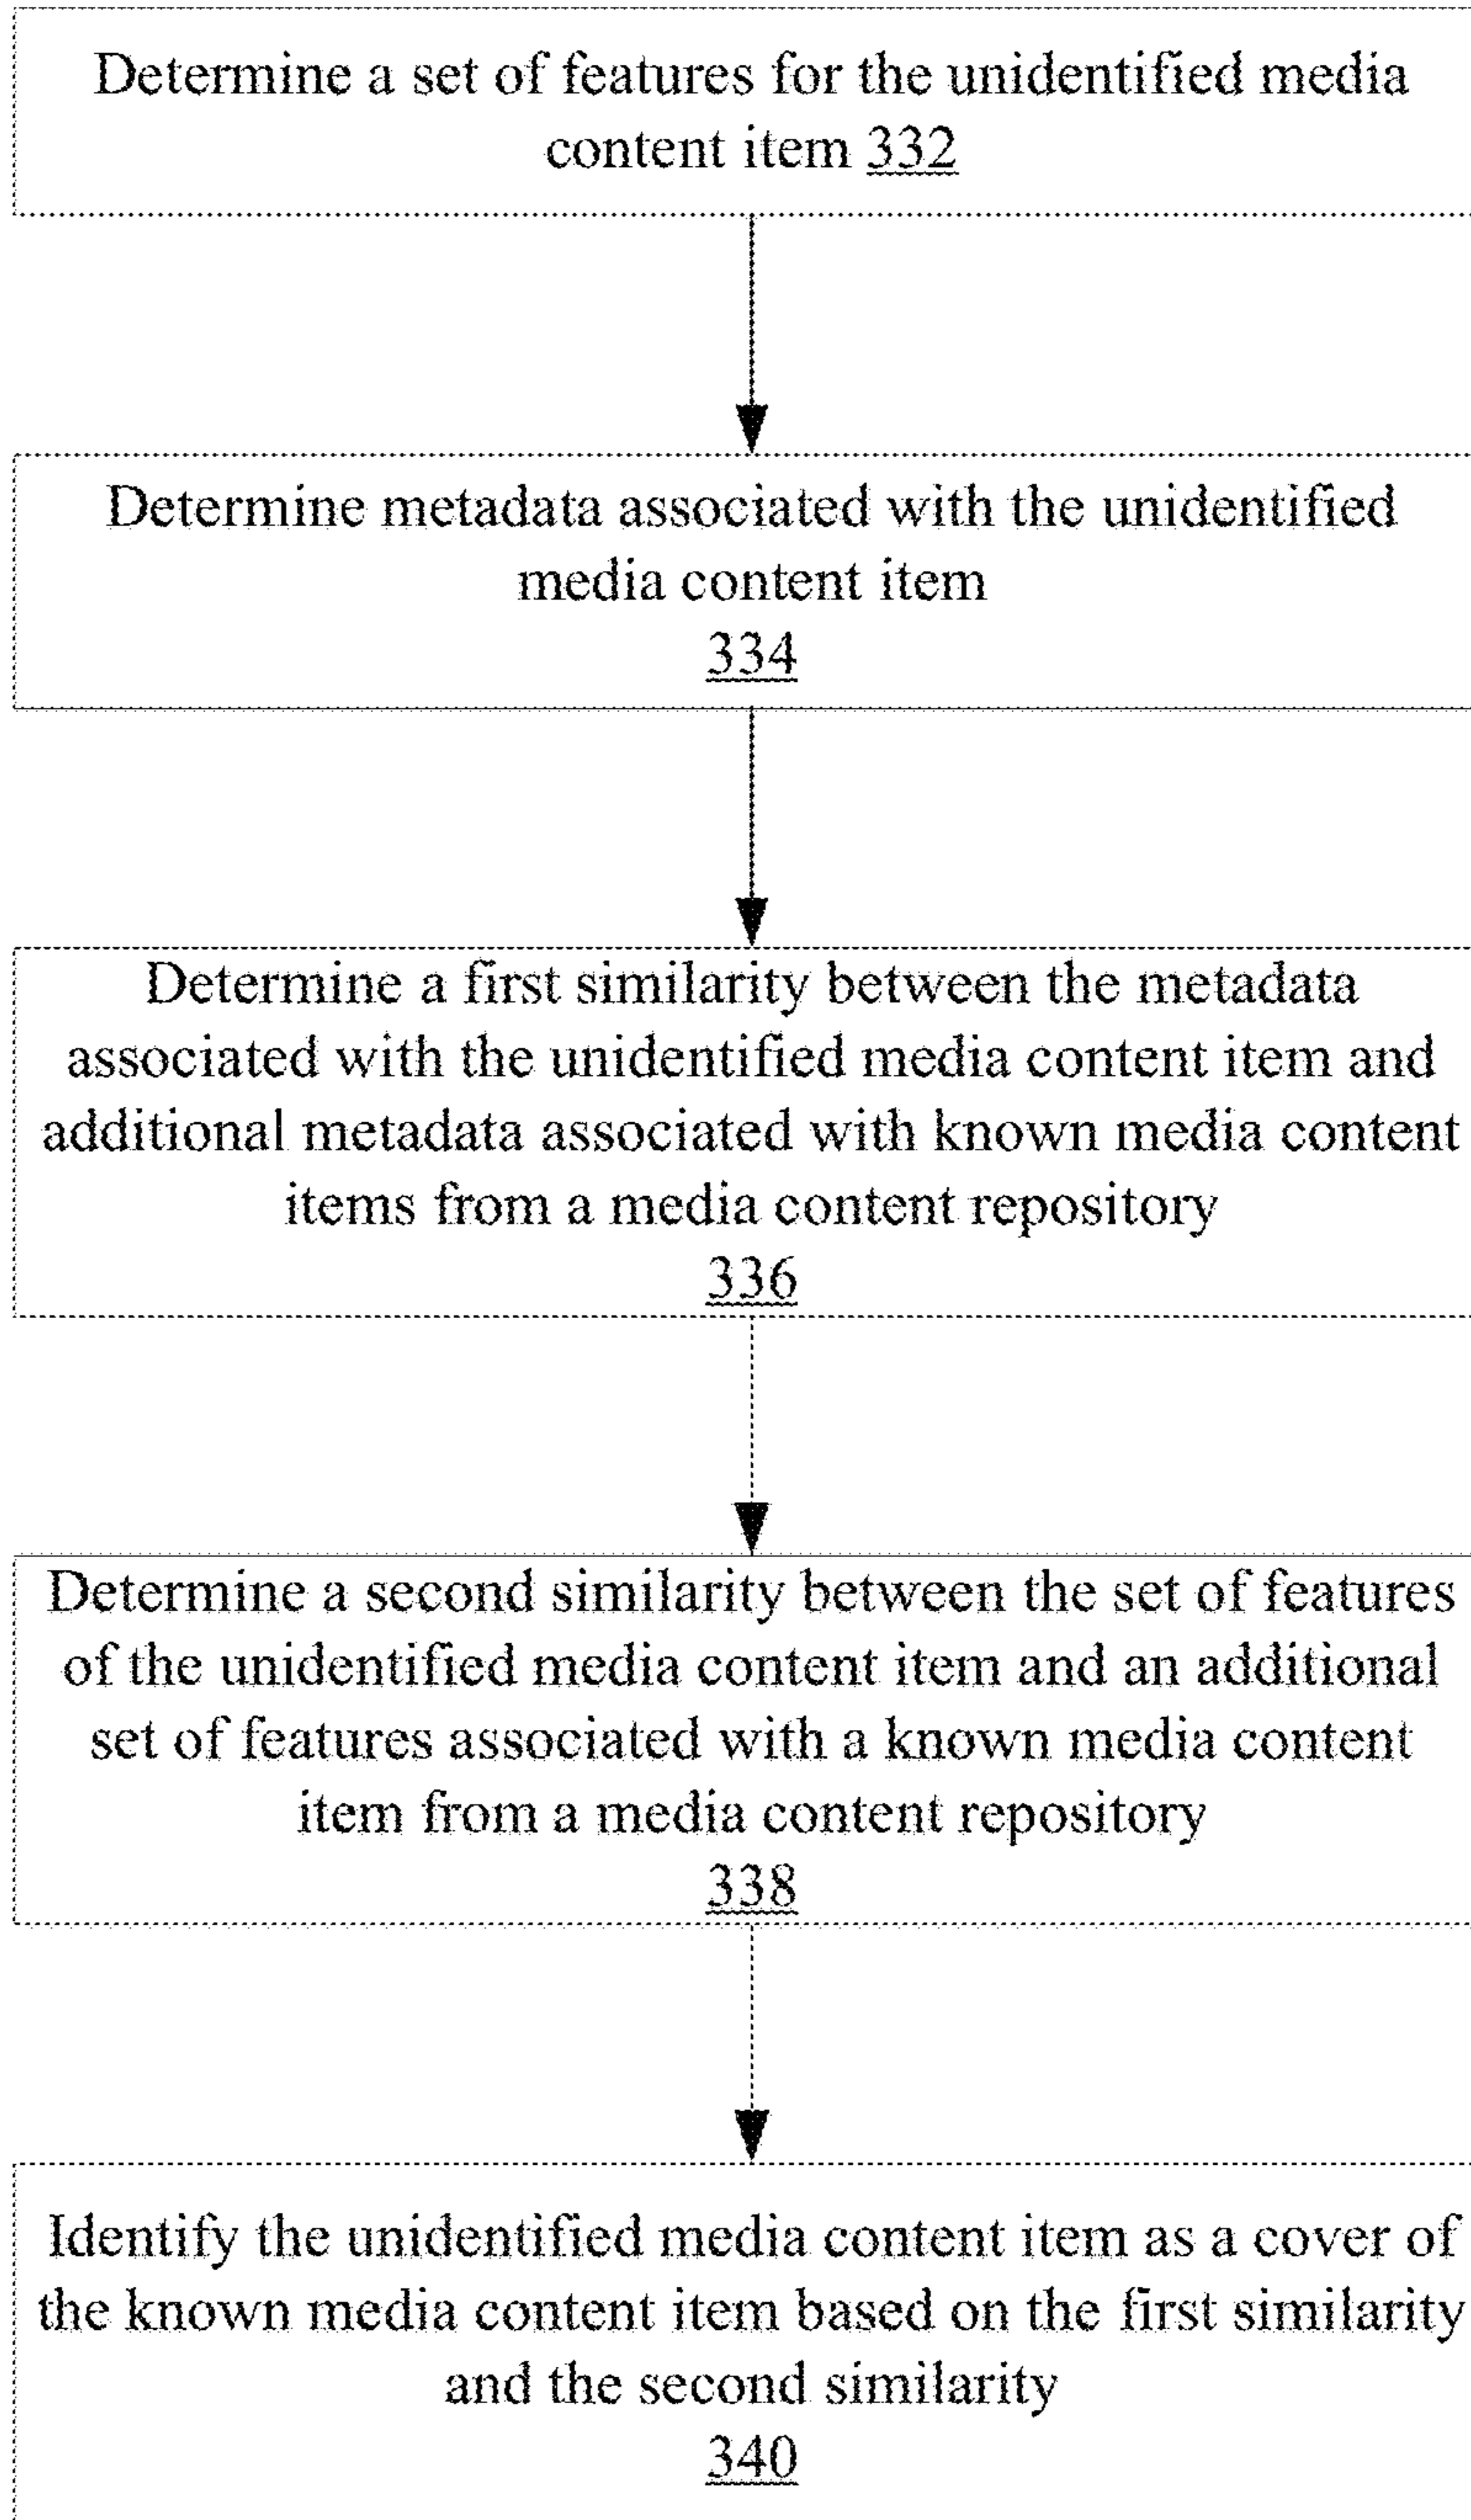 Determine a set of features for the unidentified media
content item 332
Determine metadata associated with the unidentified
media content item
334
Determine a first similarity between the metadata
associated with the unidentified media content item and
additional metadata associated with known media content
items from a media content repository
336
Determine a second similarity between the set of features
of the unidentified media content item and an additional
set of features associated with a known media content
item from a media content repository
338
Identify the unidentified media content item as a cover of
the known media content item based on the first similarity
and the second similarity
340